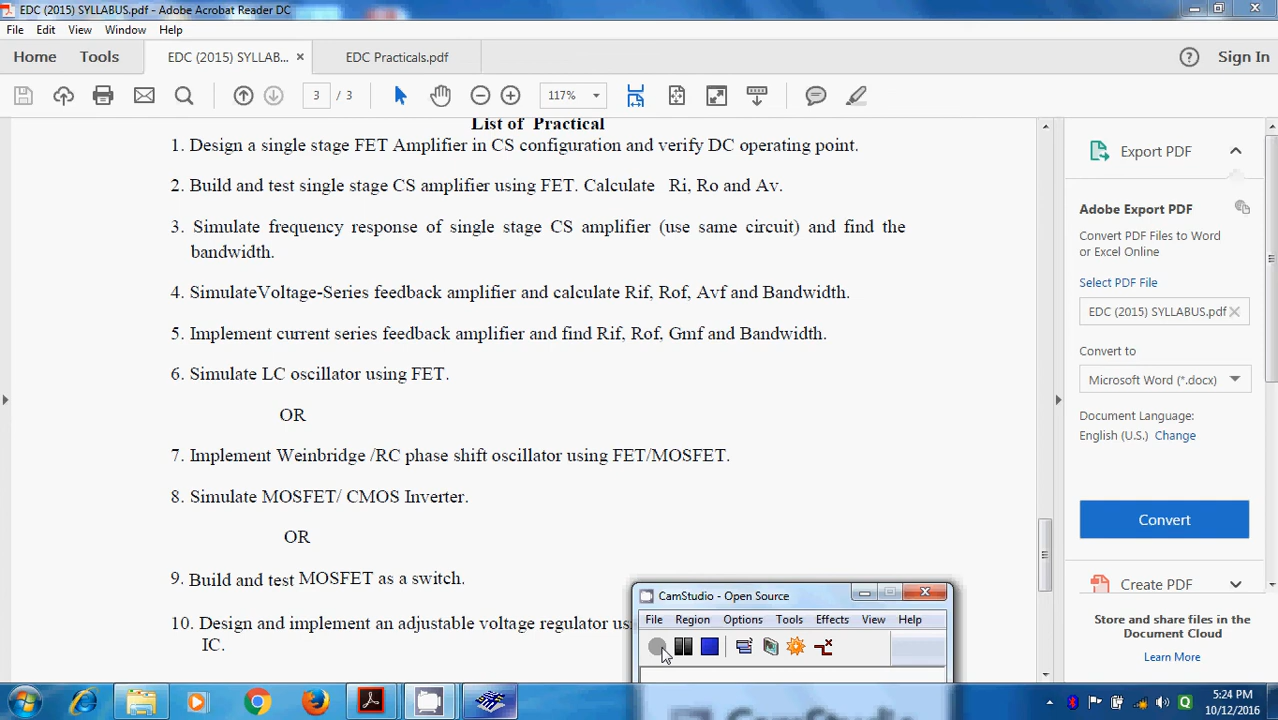 EDC (2015) SYLLABUS.pdf - Adobe Acrobat Reader DC
File Edit View Window Help
Home Tools EDC (2015) SYLLAB... × EDC Practicals.pdf ? Sign In
3 / 3 117%
List of Practical
1. Design a single stage FET Amplifier in CS configuration and verify DC operating point.
2. Build and test single stage CS amplifier using FET. Calculate Ri, Ro and Av.
3. Simulate frequency response of single stage CS amplifier (use same circuit) and find the
bandwidth.
4. SimulateVoltage-Series feedback amplifier and calculate Rif, Rof, Avf and Bandwidth.
5. Implement current series feedback amplifier and find Rif, Rof, Gmf and Bandwidth.
6. Simulate LC oscillator using FET.
OR
7. Implement Weinbridge /RC phase shift oscillator using FET/MOSFET.
8. Simulate MOSFET/ CMOS Inverter.
OR
9. Build and test MOSFET as a switch.
10. Design and implement an adjustable voltage regulator
IC.
Export PDF
Adobe Export PDF
Convert PDF Files to Word
or Excel Online
Select PDF File
EDC (2015) SYLLABUS.pdf ×
Convert to
Microsoft Word (*.docx)
Document Language:
English (U.S.) Change
Convert
Create PDF
Store and share files in the
Document Cloud
Learn More
CamStudio - Open Source
File Region Options Tools Effects View Help
CamStudio
5:24 PM
10/12/2016